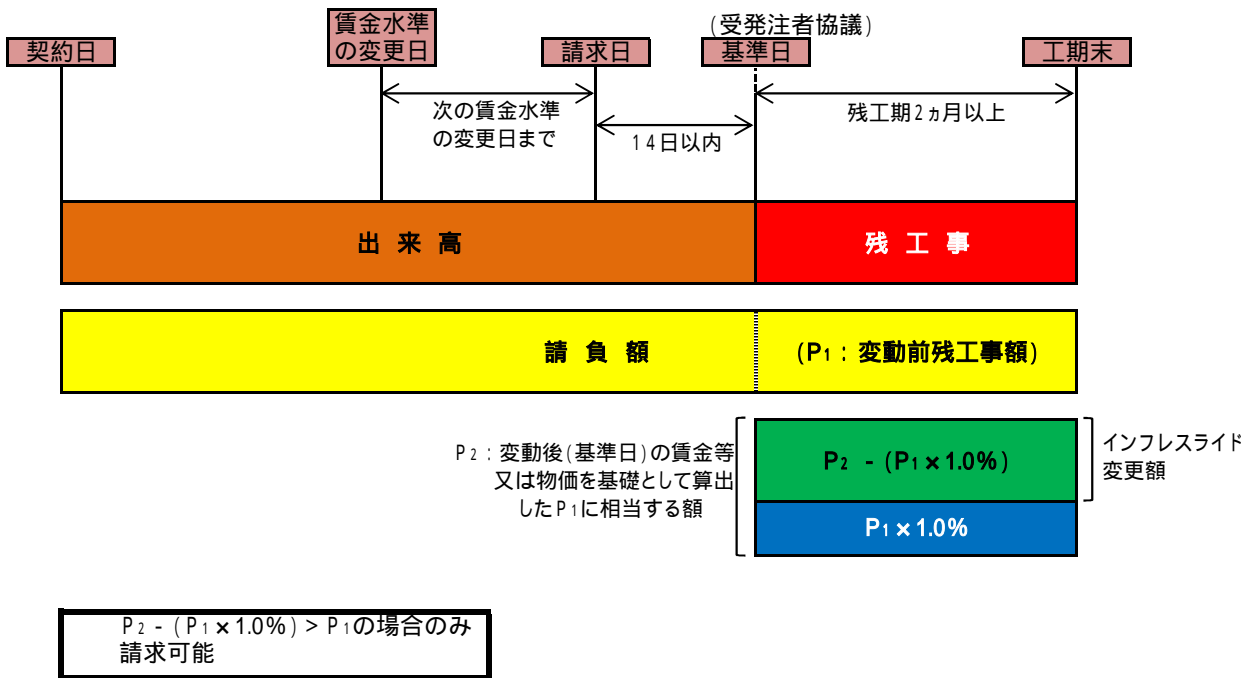 (受発注者協議)
契約日
賃金水準
の変更日
請求日
基準日
工期末
次の賃金水準
の変更日まで
14日以内
残工期2ヵ月以上
出 来 高
残 工 事
請 負 額
(P₁:変動前残工事額)
P₂:変動後(基準日)の賃金等
又は物価を基礎として算出
したP₁に相当する額
P₂ - (P₁×1.0%)
P₁×1.0%
インフレスライド
変更額
P₂-(P₁×1.0%)>P₁の場合のみ
請求可能